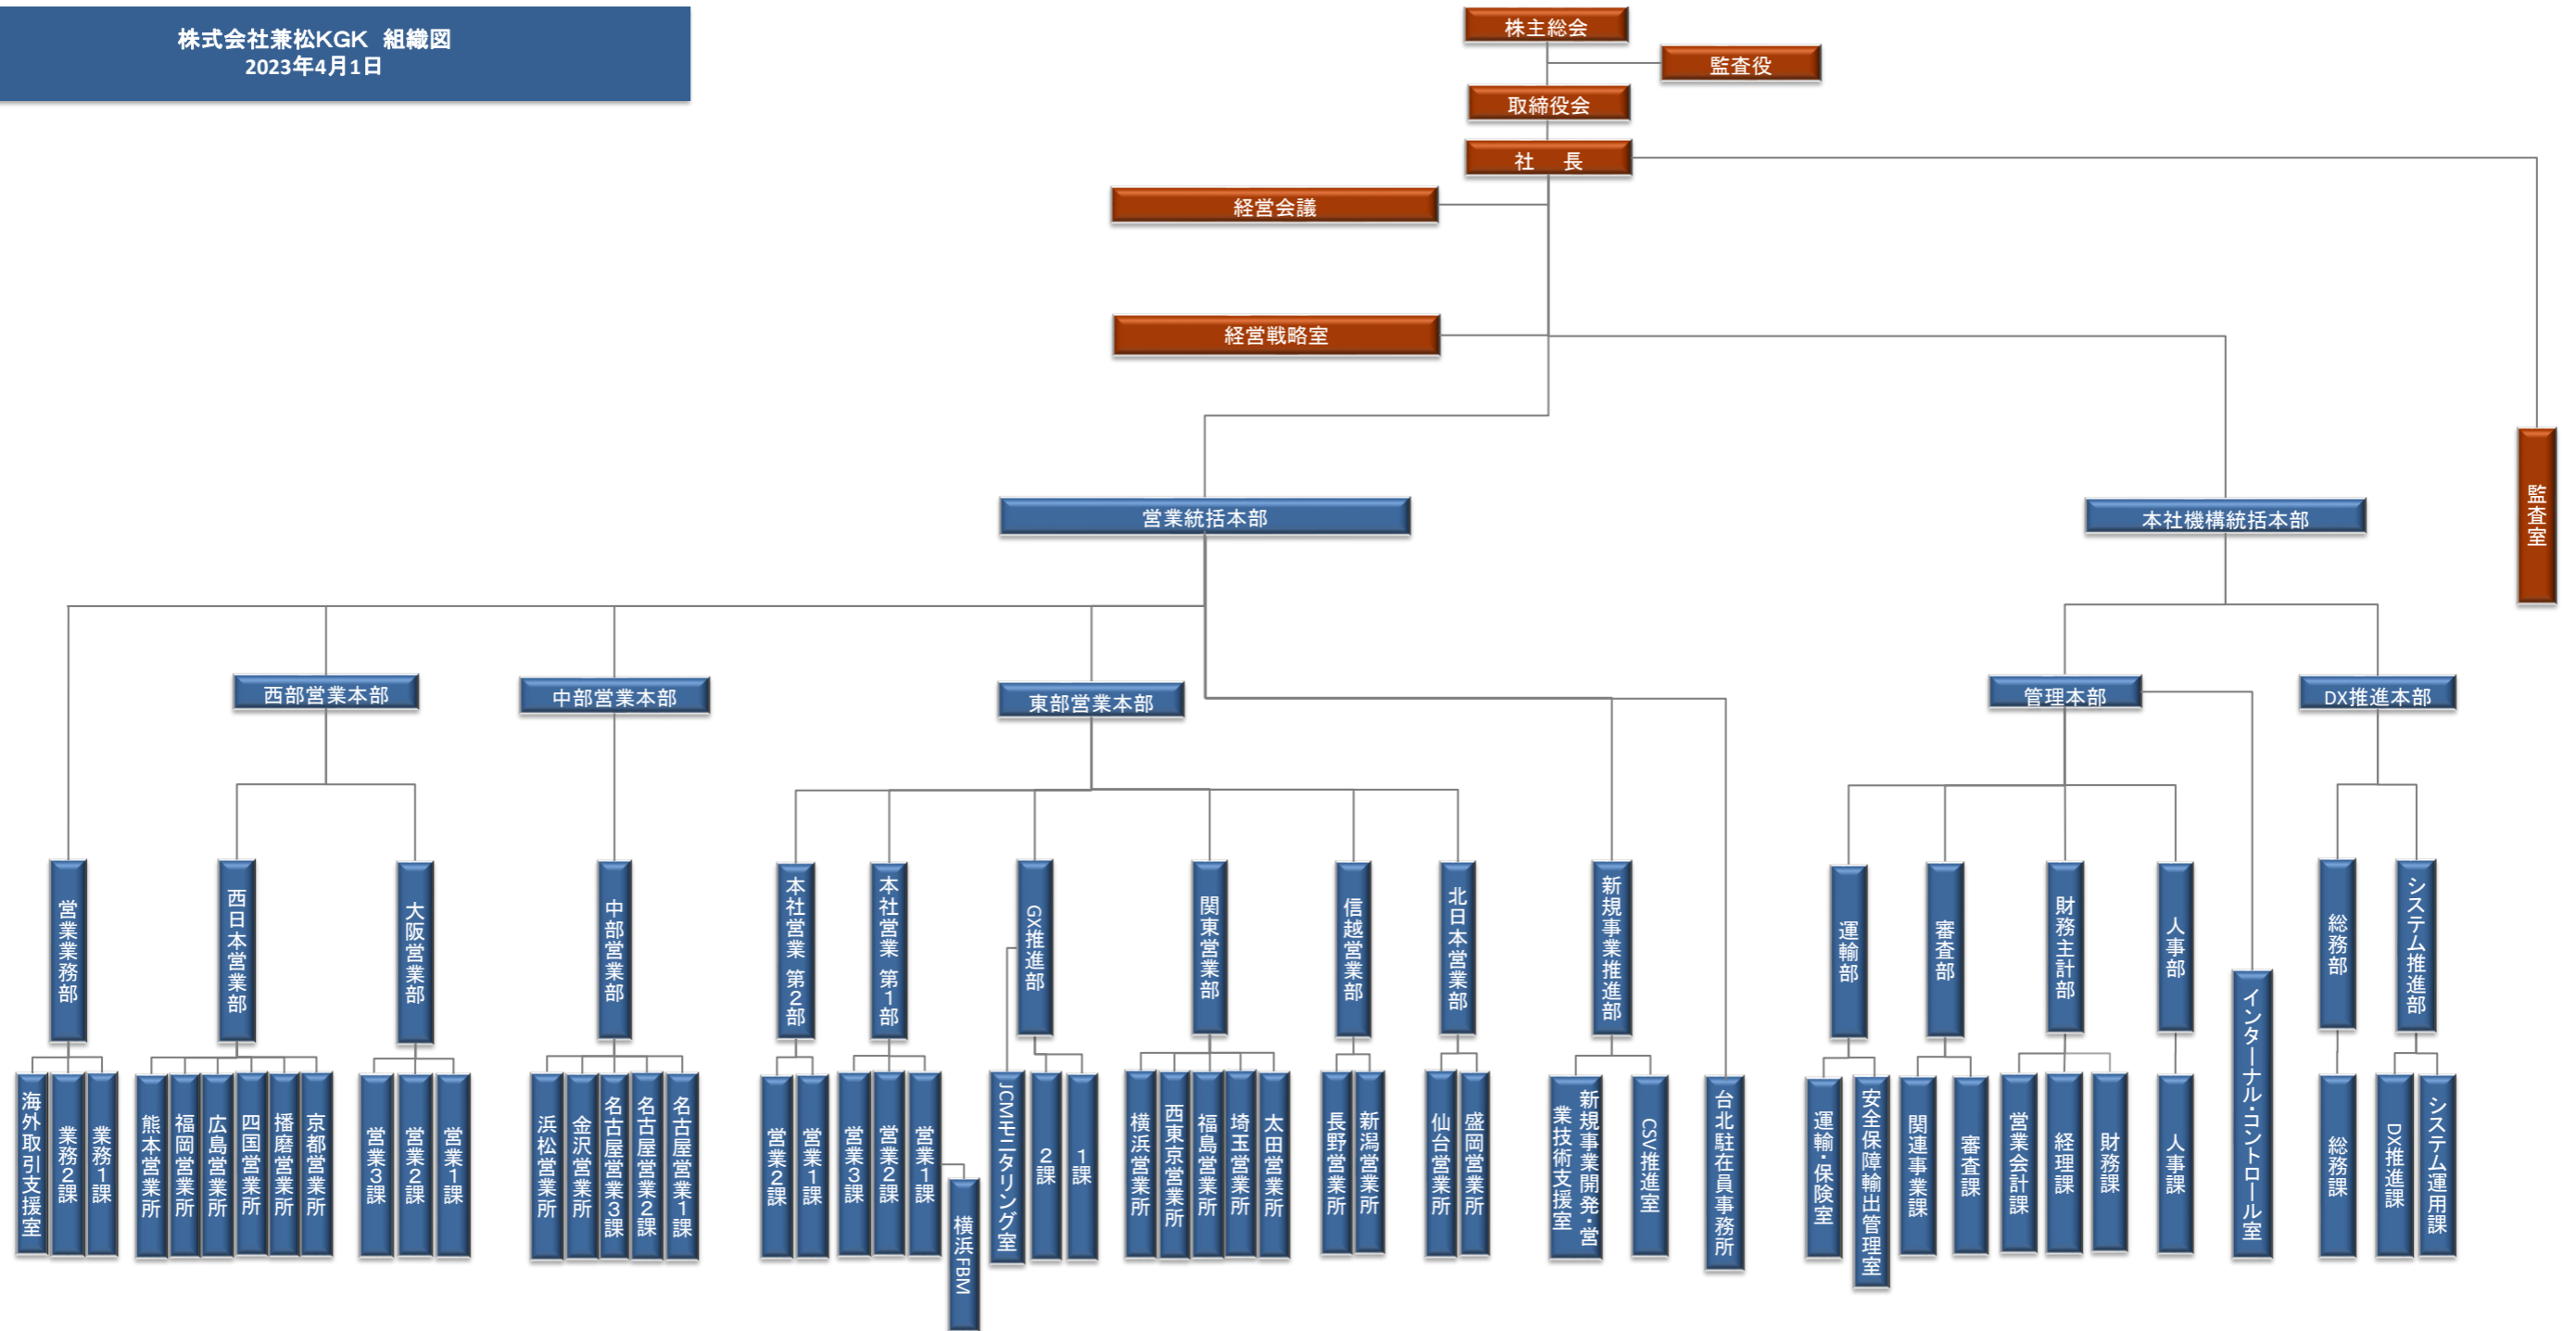 株式会社兼松KGK 組織図
2023年4月1日
株主総会
監査役
取締役会
社 長
経営会議
経営戦略室
監査室
営業統括本部
本社機構統括本部
西部営業本部
中部営業本部
東部営業本部
管理本部
DX推進本部
営業業務部
西日本営業部
大阪営業部
中部営業部
本社営業 第2部
本社営業 第1部
GX推進部
関東営業部
信越営業部
北日本営業部
新規事業推進部
運輸部
審査部
財務主計部
人事部
インターナル・コントロール室
総務部
システム推進部
海外取引支援室
業務2課
業務1課
熊本営業所
福岡営業所
広島営業所
四国営業所
播磨営業所
京都営業所
営業3課
営業2課
営業1課
浜松営業所
金沢営業所
名古屋営業3課
名古屋営業2課
名古屋営業1課
営業2課
営業1課
営業3課
営業2課
営業1課
横浜FBM
JCMモニタリング室
2課
1課
横浜営業所
西東京営業所
福島営業所
埼玉営業所
太田営業所
長野営業所
新潟営業所
仙台営業所
盛岡営業所
新規事業開発・営
業技術支援室
CSV推進室
台北駐在員事務所
運輸・保険室
安全保障輸出管理室
関連事業課
審査課
営業会計課
経理課
財務課
人事課
総務課
DX推進課
システム運用課